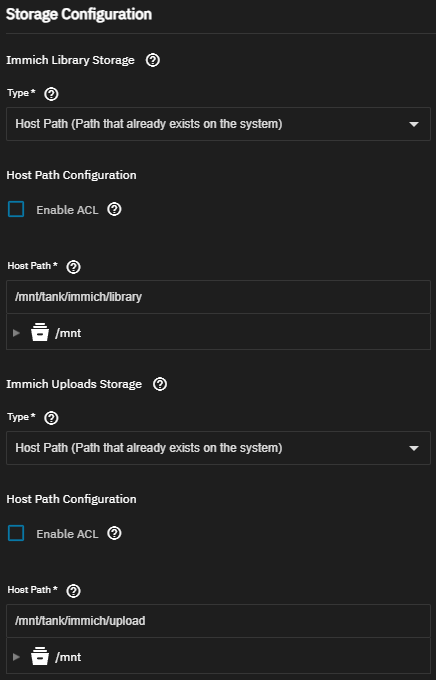 Storage Configuration
Immich Library Storage
Type *
Host Path (Path that already exists on the system)
Host Path Configuration
Enable ACL
Host Path *
/mnt/tank/immich/library
/mnt
Immich Uploads Storage
Type *
Host Path (Path that already exists on the system)
Host Path Configuration
Enable ACL
Host Path *
/mnt/tank/immich/upload
/mnt